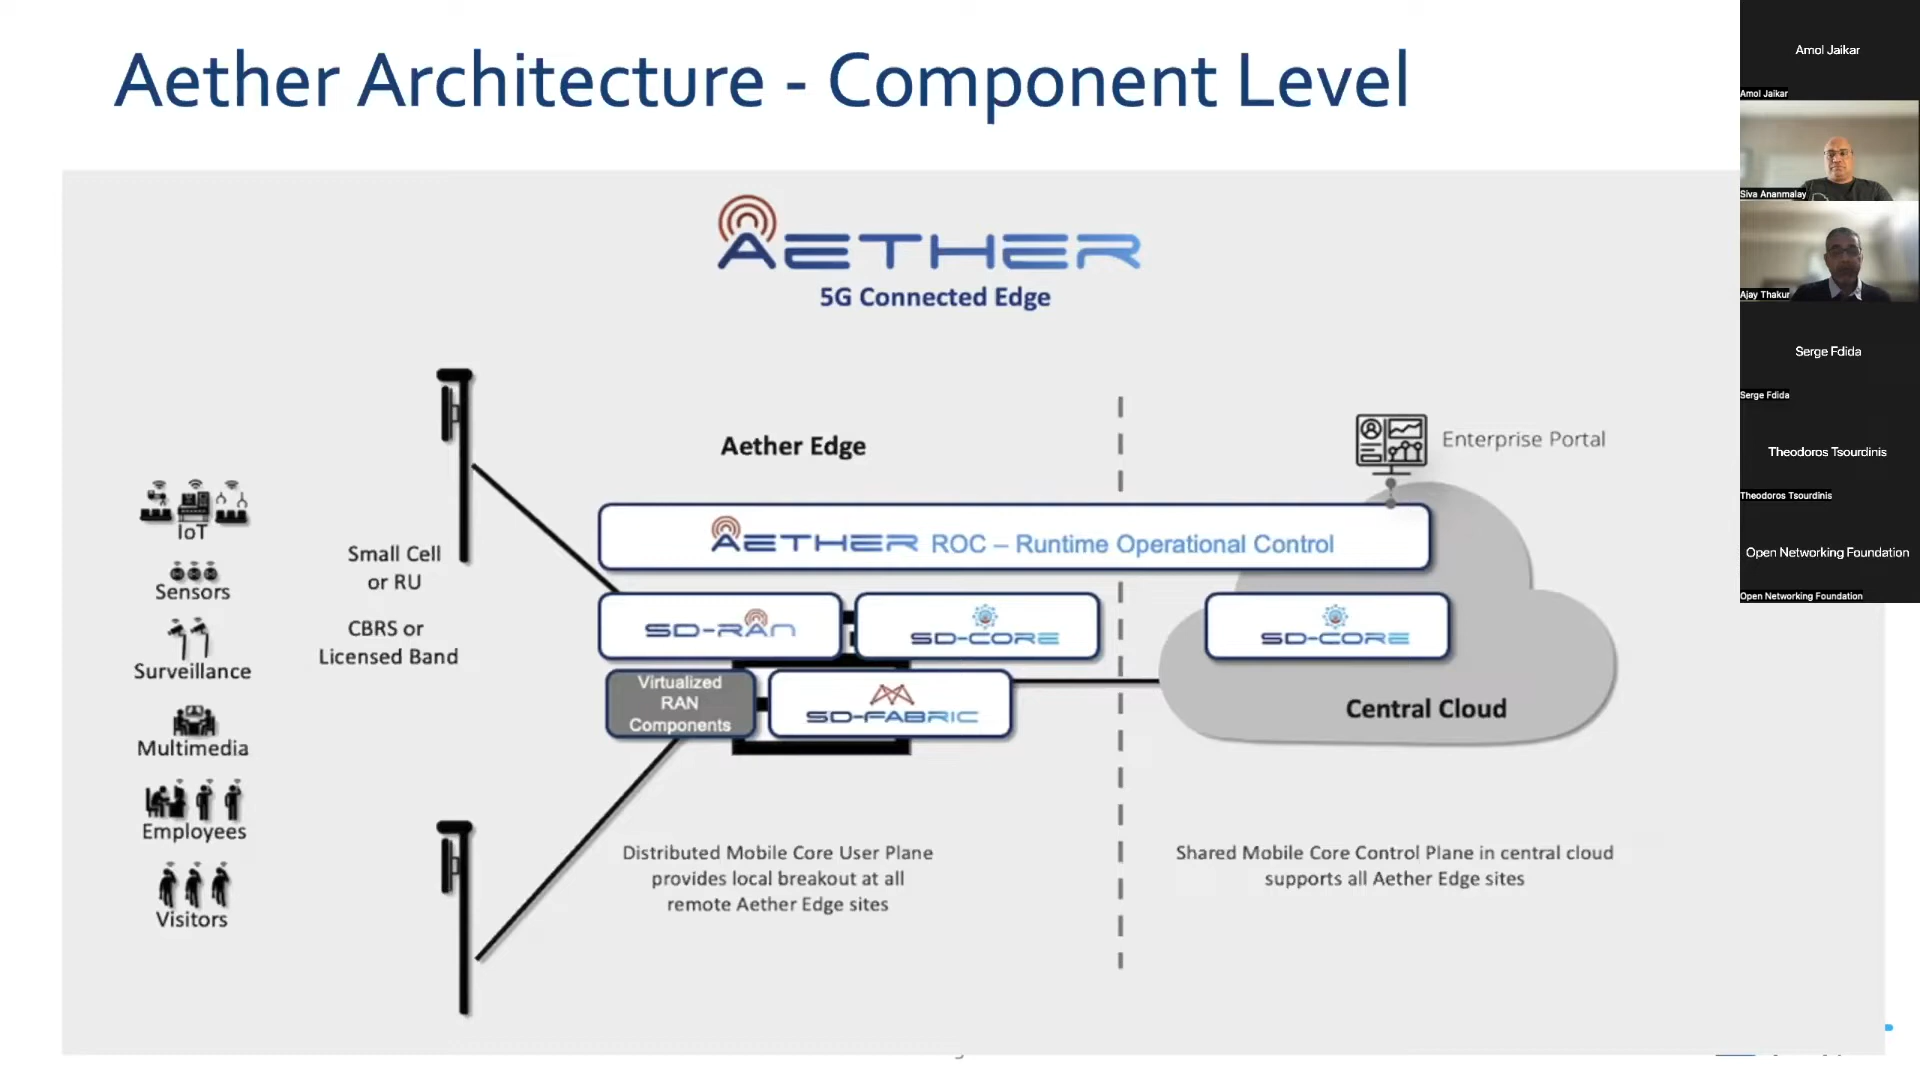 Aether Architecture - Component Level
AETHER
5G Connected Edge
Aether Edge
Enterprise Portal
AETHER ROC – Runtime Operational Control
IoT
Sensors
Surveillance
Multimedia
Employees
Visitors
Small Cell
or RU
CBRS or
Licensed Band
SD-RAN
SD-CORE
SD-CORE
Virtualized
RAN
Components
SD-FABRIC
Central Cloud
Distributed Mobile Core User Plane
provides local breakout at all
remote Aether Edge sites
Shared Mobile Core Control Plane in central cloud
supports all Aether Edge sites
Amol Jaikar
Amol Jaikar
Siva Ananmalay
Ajay Thakur
Serge Fdida
Serge Fdida
Theodoros Tsourdinis
Theodoros Tsourdinis
Open Networking Foundation
Open Networking Foundation